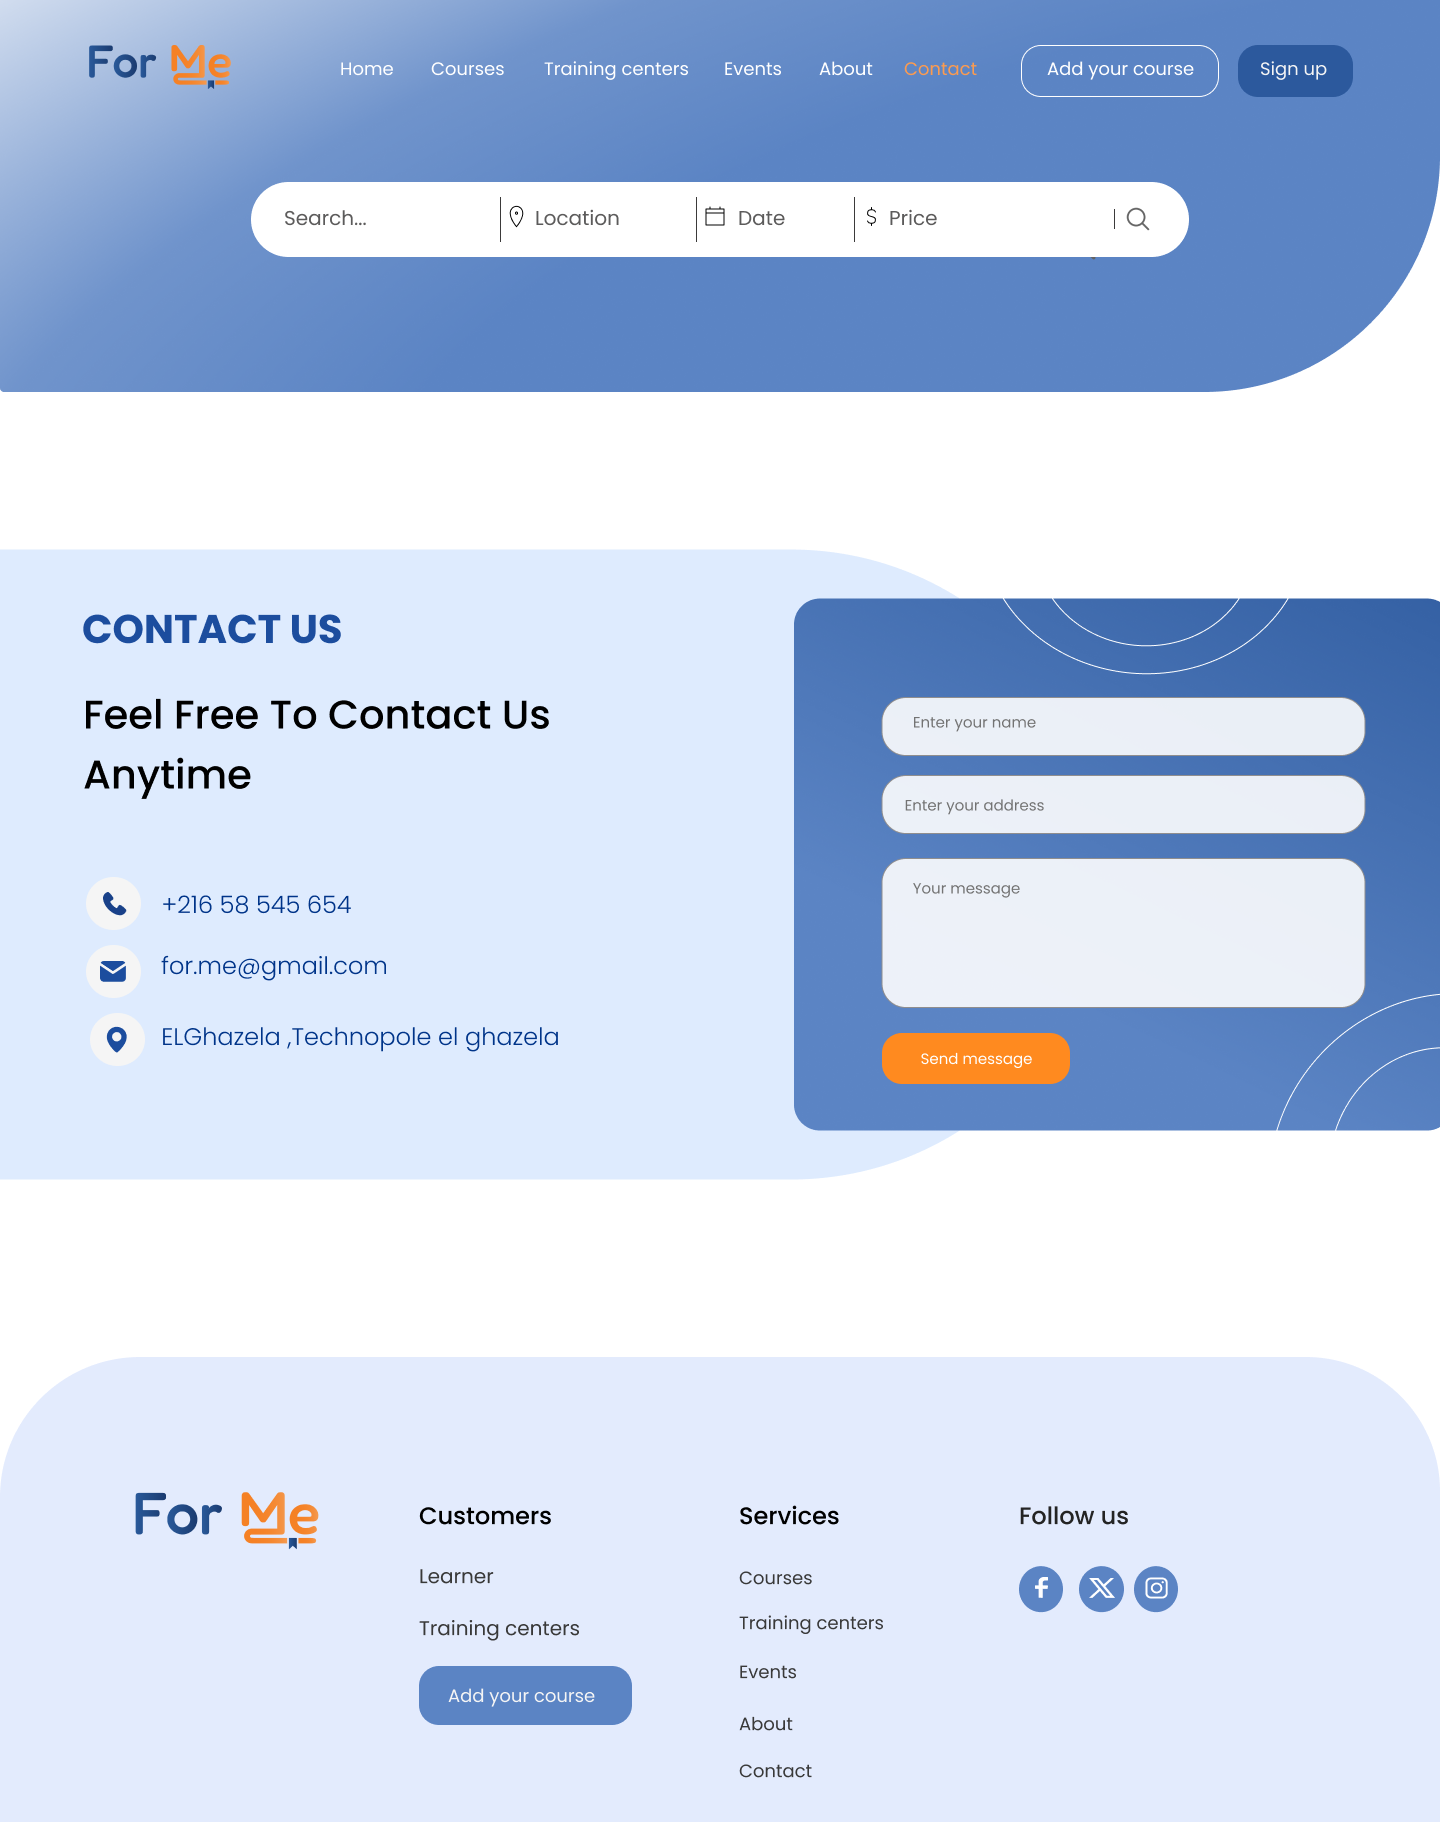 For Me
Home Courses Training centers Events About Contact Add your course Sign up
Search... Location Date $ Price
CONTACT US
Feel Free To Contact Us
Anytime
Enter your name
Enter your address
Your message
+216 58 545 654
for.me@gmail.com
ELGhazela ,Technopole el ghazela
Send message
For Me
Customers
Learner
Training centers
Add your course
Services
Courses
Training centers
Events
About
Contact
Follow us